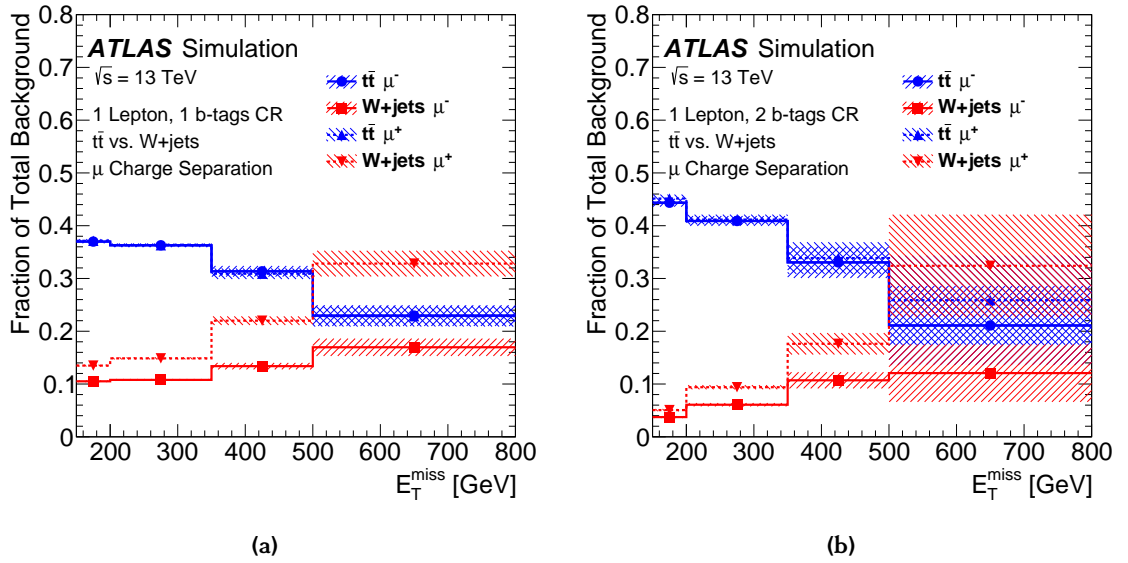 Fraction of Total Background
0.8
0.7
0.6
0.5
0.4
0.3
0.2
0.1
0
ATLAS Simulation
√s = 13 TeV
1 Lepton, 1 b-tags CR
tt̄ vs. W+jets
μ Charge Separation
tt̄ μ⁻
W+jets μ⁻
tt̄ μ⁺
W+jets μ⁺
200 300 400 500 600 700 800
E_T^miss [GeV]
(a)
Fraction of Total Background
0.8
0.7
0.6
0.5
0.4
0.3
0.2
0.1
0
ATLAS Simulation
√s = 13 TeV
1 Lepton, 2 b-tags CR
tt̄ vs. W+jets
μ Charge Separation
tt̄ μ⁻
W+jets μ⁻
tt̄ μ⁺
W+jets μ⁺
200 300 400 500 600 700 800
E_T^miss [GeV]
(b)